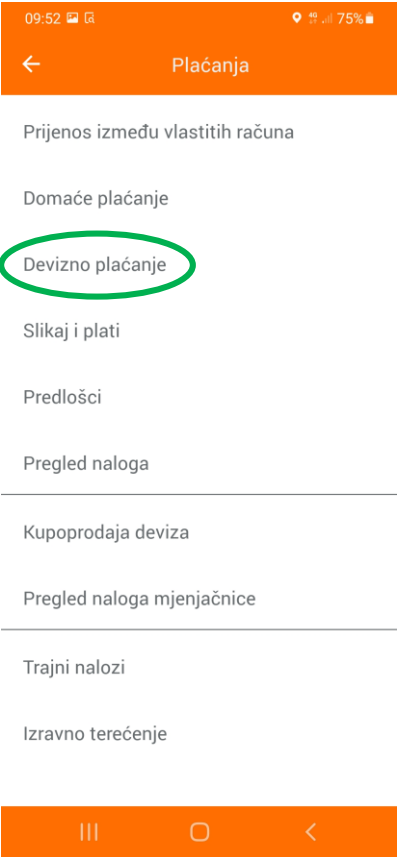 09:52 75%
Plaćanja
Prijenos između vlastitih računa
Domaće plaćanje
Devizno plaćanje
Slikaj i plati
Predlošci
Pregled naloga
Kupoprodaja deviza
Pregled naloga mjenjačnice
Trajni nalozi
Izravno terećenje